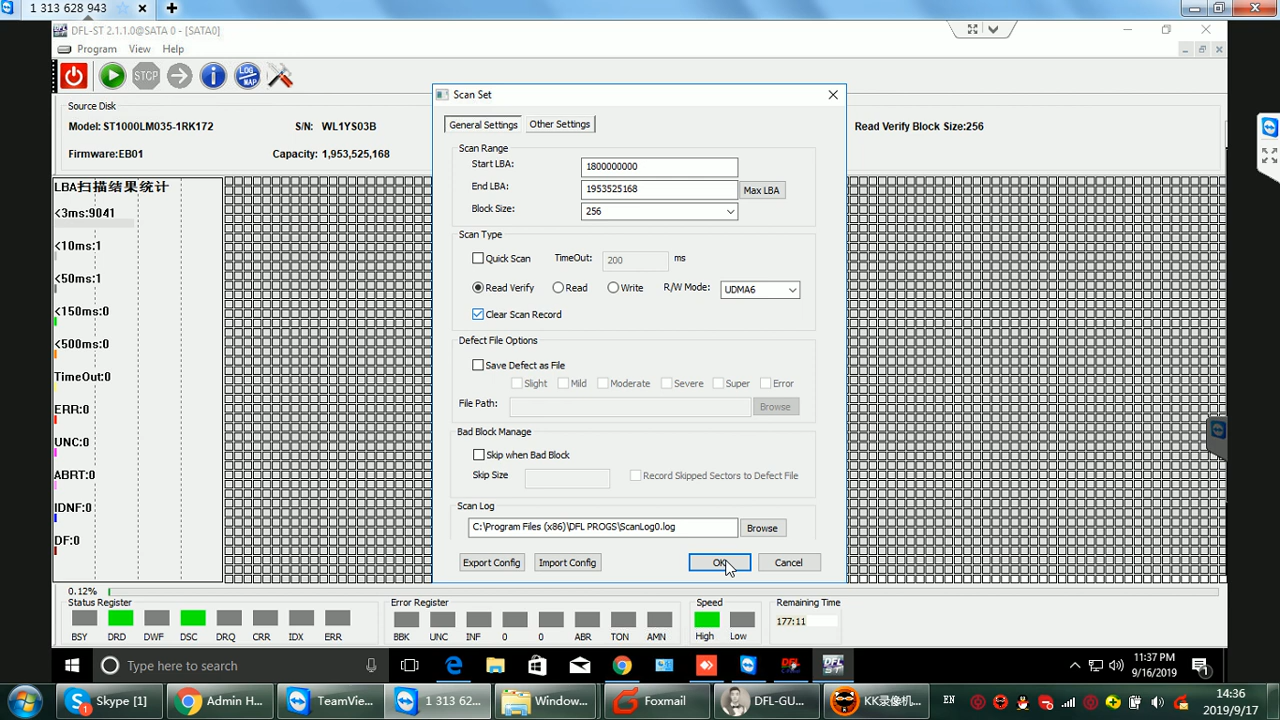 1 313 628 943
DFL-ST 2.1.1.0@SATA 0 - [SATA0]
Program View Help
STOP
LOG MAP
Source Disk
Model: ST1000LM035-1RK172 S/N: WL1YS03B
Read Verify Block Size:256
Firmware:EB01 Capacity: 1,953,525,168
LBA扫描结果统计
<3ms:9041
<10ms:1
<50ms:1
<150ms:0
<500ms:0
TimeOut:0
ERR:0
UNC:0
ABRT:0
IDNF:0
DF:0
Scan Set
General Settings Other Settings
Scan Range
Start LBA: 1800000000
End LBA: 1953525168 Max LBA
Block Size: 256
Scan Type
Quick Scan TimeOut: 200 ms
Read Verify Read Write R/W Mode: UDMA6
Clear Scan Record
Defect File Options
Save Defect as File
Slight Mild Moderate Severe Super Error
File Path: Browse
Bad Block Manage
Skip when Bad Block
Skip Size Record Skipped Sectors to Defect File
Scan Log
C:\Program Files (x86)\DFL PROGS\ScanLog0.log Browse
Export Config Import Config OK Cancel
0.12%
Status Register Error Register Speed Remaining Time
177:11
BSY DRD DWF DSC DRQ CRR IDX ERR BBK UNC INF 0 0 ABR TON AMN High Low
Type here to search
11:37 PM
9/16/2019
Skype [1] Admin H... TeamVie... 1 313 62... Window... Foxmail DFL-GU... KK录像机... EN
14:36
2019/9/17